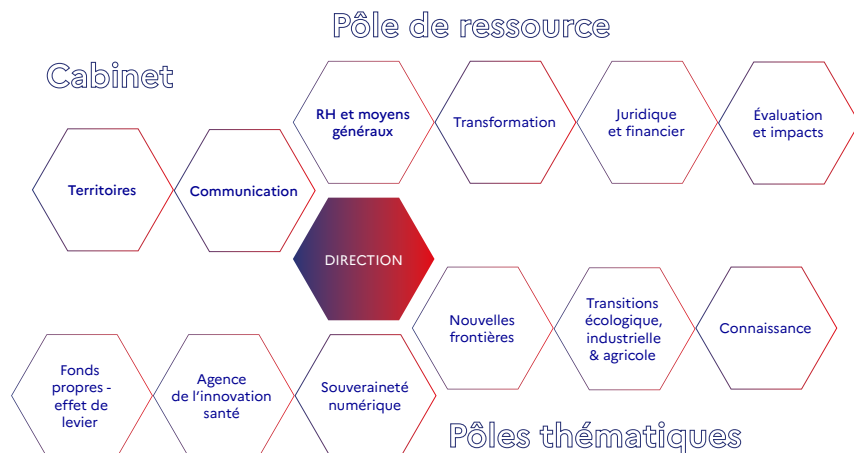 Pôle de ressource
Cabinet
RH et moyens
généraux
Transformation
Juridique
et financier
Évaluation
et impacts
Territoires
Communication
DIRECTION
Nouvelles
frontières
Transitions
écologique,
industrielle
& agricole
Connaissance
Fonds
propres -
effet de
levier
Agence
de l'innovation
santé
Souveraineté
numérique
Pôles thématiques